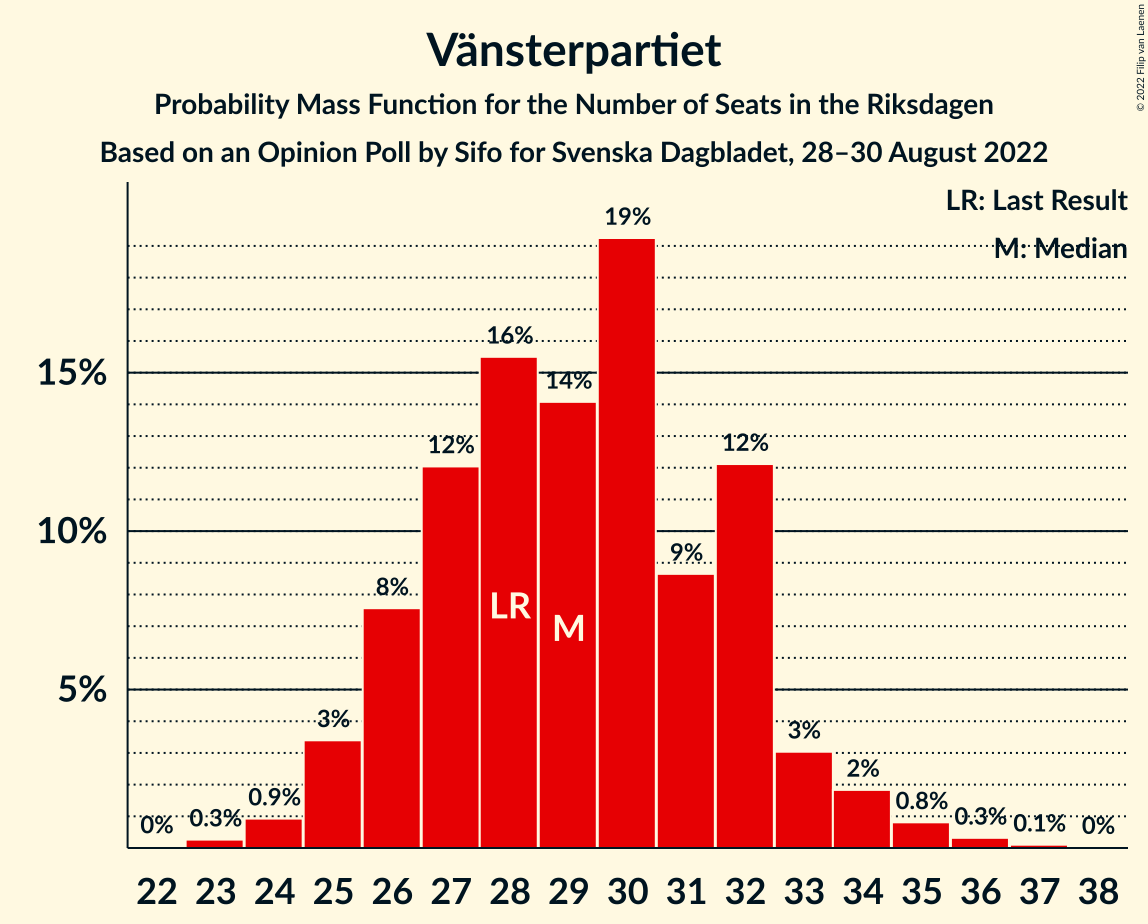 Vänsterpartiet
Probability Mass Function for the Number of Seats in the Riksdagen
Based on an Opinion Poll by Sifo for Svenska Dagbladet, 28–30 August 2022
© 2022 Filip van Laenen
LR: Last Result
M: Median
15%
10%
5%
0%
0.3%
0.9%
3%
8%
12%
16%
14%
19%
9%
12%
3%
2%
0.8%
0.3%
0.1%
0%
LR
M
22 23 24 25 26 27 28 29 30 31 32 33 34 35 36 37 38